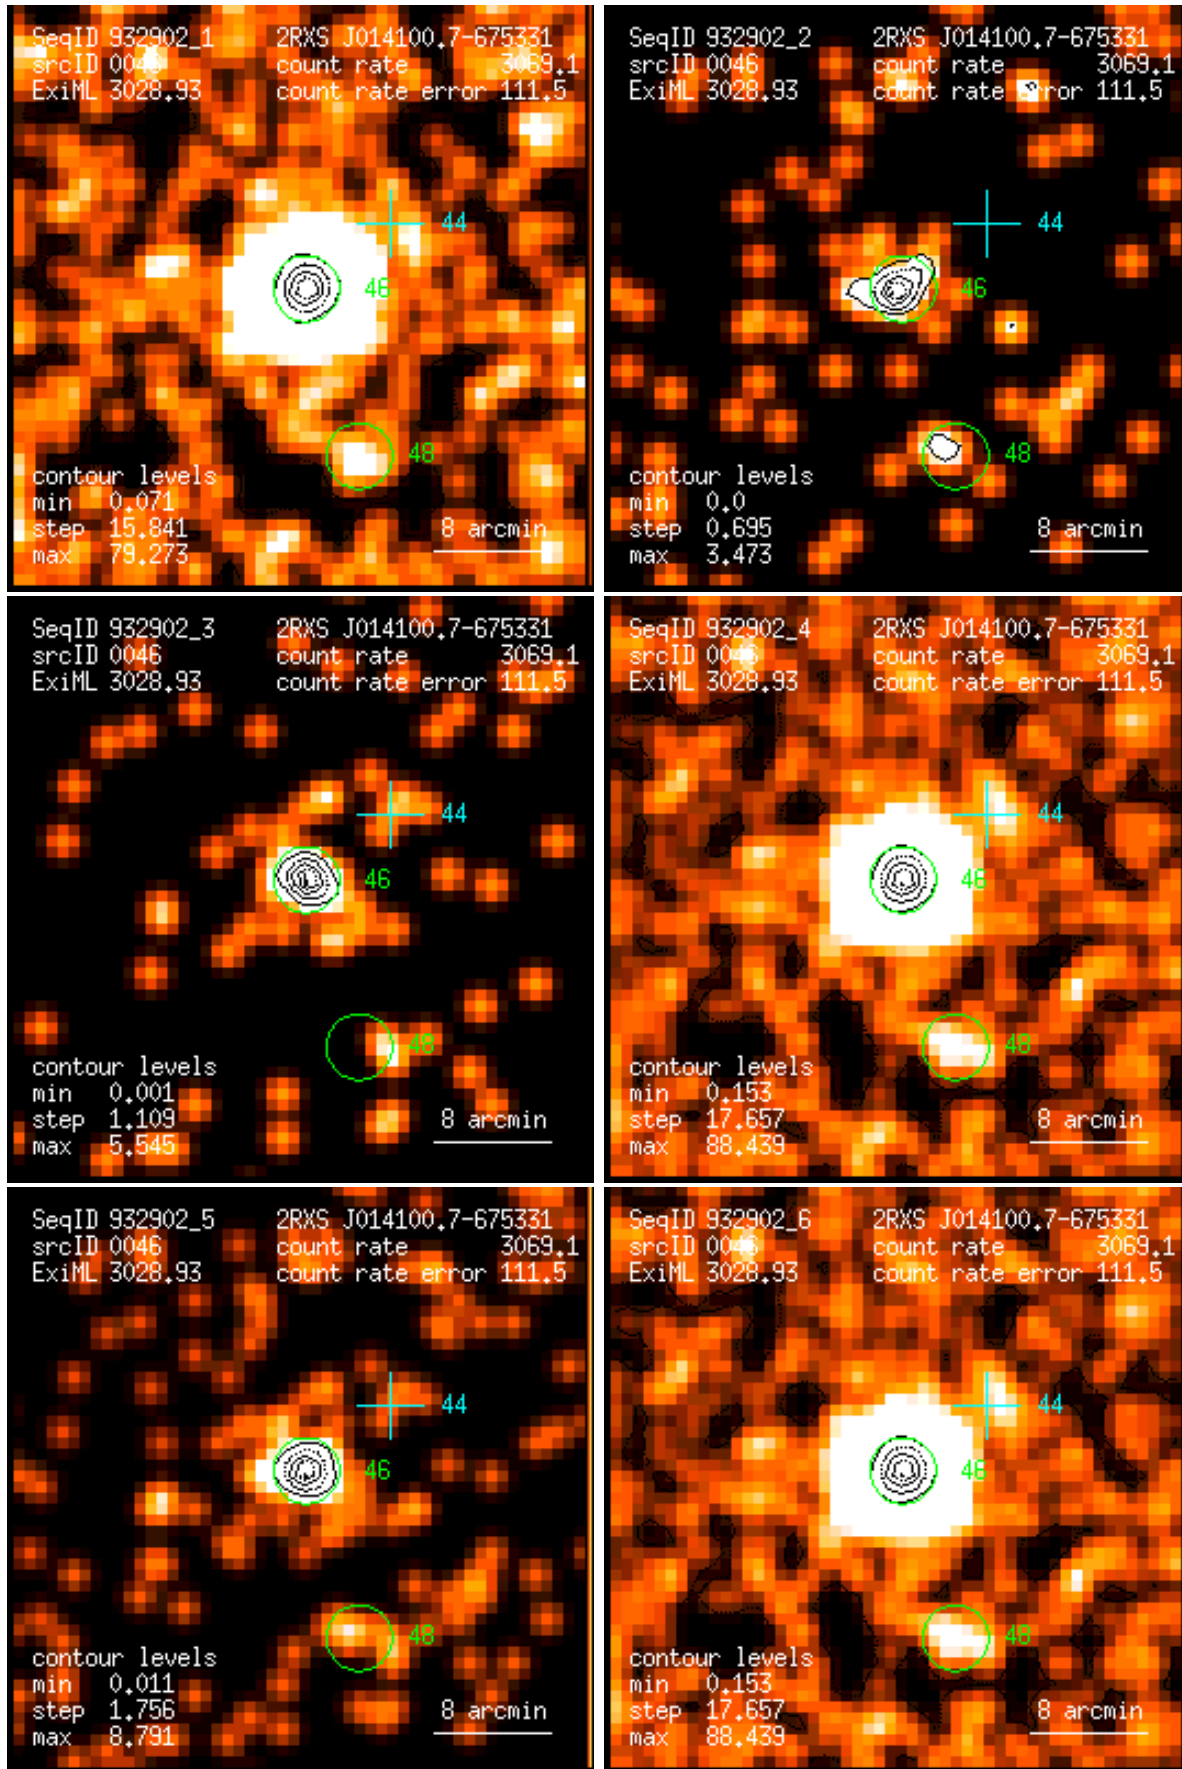 SeqID 932902_1 2RXS J014100.7-675331
srcID 0046 count rate 3069.1
ExiML 3028.93 count rate error 111.5
44
46
48
contour levels
min 0.071
step 15.841
max 79.273
8 arcmin
SeqID 932902_2 2RXS J014100.7-675331
srcID 0046 count rate 3069.1
ExiML 3028.93 count rate error 111.5
44
46
48
contour levels
min 0.0
step 0.695
max 3.473
8 arcmin
SeqID 932902_3 2RXS J014100.7-675331
srcID 0046 count rate 3069.1
ExiML 3028.93 count rate error 111.5
44
46
48
contour levels
min 0.001
step 1.109
max 5.545
8 arcmin
SeqID 932902_4 2RXS J014100.7-675331
srcID 0046 count rate 3069.1
ExiML 3028.93 count rate error 111.5
44
46
48
contour levels
min 0.153
step 17.657
max 88.439
8 arcmin
SeqID 932902_5 2RXS J014100.7-675331
srcID 0046 count rate 3069.1
ExiML 3028.93 count rate error 111.5
44
46
48
contour levels
min 0.011
step 1.756
max 8.791
8 arcmin
SeqID 932902_6 2RXS J014100.7-675331
srcID 0046 count rate 3069.1
ExiML 3028.93 count rate error 111.5
44
46
48
contour levels
min 0.153
step 17.657
max 88.439
8 arcmin